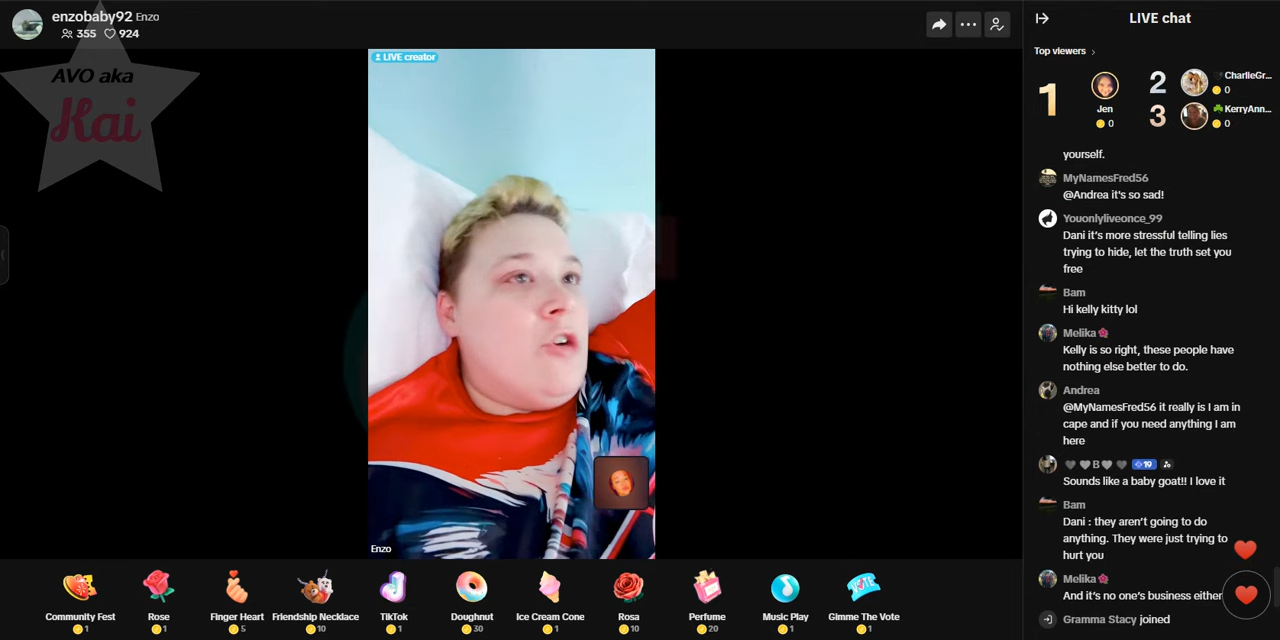 enzobaby92 Enzo
355 924
AVO aka
Kai
LIVE creator
Enzo
Community Fest
1
Rose
1
Finger Heart
5
Friendship Necklace
10
TikTok
1
Doughnut
30
Ice Cream Cone
1
Rosa
10
Perfume
20
Music Play
1
Gimme The Vote
1
LIVE chat
Top viewers
1
Jen
0
2
CharlieGr...
0
3
KerryAnn...
0
yourself.
MyNamesFred56
@Andrea it's so sad!
Youonlyliveonce_99
Dani it's more stressful telling lies
trying to hide, let the truth set you
free
Bam
Hi kelly kitty lol
Melika
Kelly is so right, these people have
nothing else better to do.
Andrea
@MyNamesFred56 it really is I am in
cape and if you need anything I am
here
B 19
Sounds like a baby goat!! I love it
Bam
Dani : they aren't going to do
anything. They were just trying to
hurt you
Melika
And it's no one's business either
Gramma Stacy joined